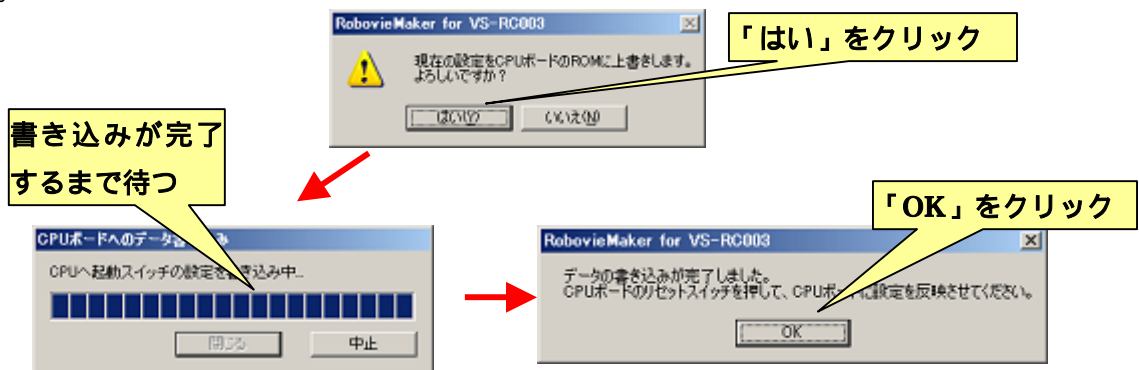 RobovieMaker for VS-RC003
現在の設定をCPUボードのROMに上書きします。
よろしいですか？
はい(Y)
いいえ(N)
「はい」をクリック
書き込みが完了
するまで待つ
CPUボードへのデータ書き込み
CPUへ起動スイッチの設定を書き込み中...
閉じる
中止
「OK」をクリック
RobovieMaker for VS-RC003
データの書き込みが完了しました。
CPUボードのリセットスイッチを押して、CPUボードに設定を反映させてください。
OK